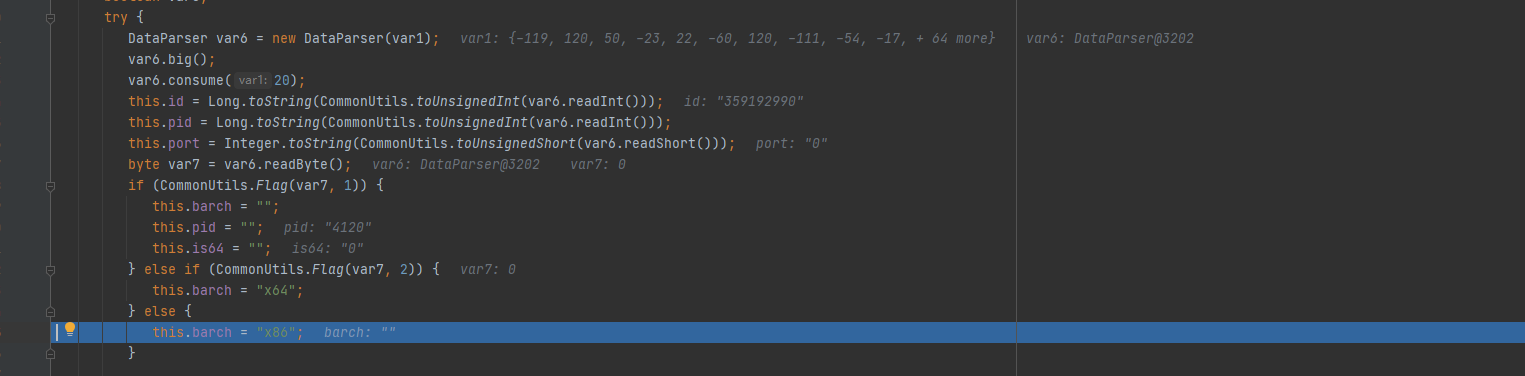 try {
DataParser var6 = new DataParser(var1); var1: {-119, 120, 50, -23, 22, -60, 120, -111, -54, -17, + 64 more} var6: DataParser@3202
var6.big();
var6.consume( var1: 20);
this.id = Long.toString(CommonUtils.toUnsignedInt(var6.readInt())); id: "359192990"
this.pid = Long.toString(CommonUtils.toUnsignedInt(var6.readInt()));
this.port = Integer.toString(CommonUtils.toUnsignedShort(var6.readShort())); port: "0"
byte var7 = var6.readByte(); var6: DataParser@3202 var7: 0
if (CommonUtils.Flag(var7, 1)) {
this.barch = "";
this.pid = ""; pid: "4120"
this.is64 = ""; is64: "0"
} else if (CommonUtils.Flag(var7, 2)) { var7: 0
this.barch = "x64";
} else {
this.barch = "x86"; barch: ""
}